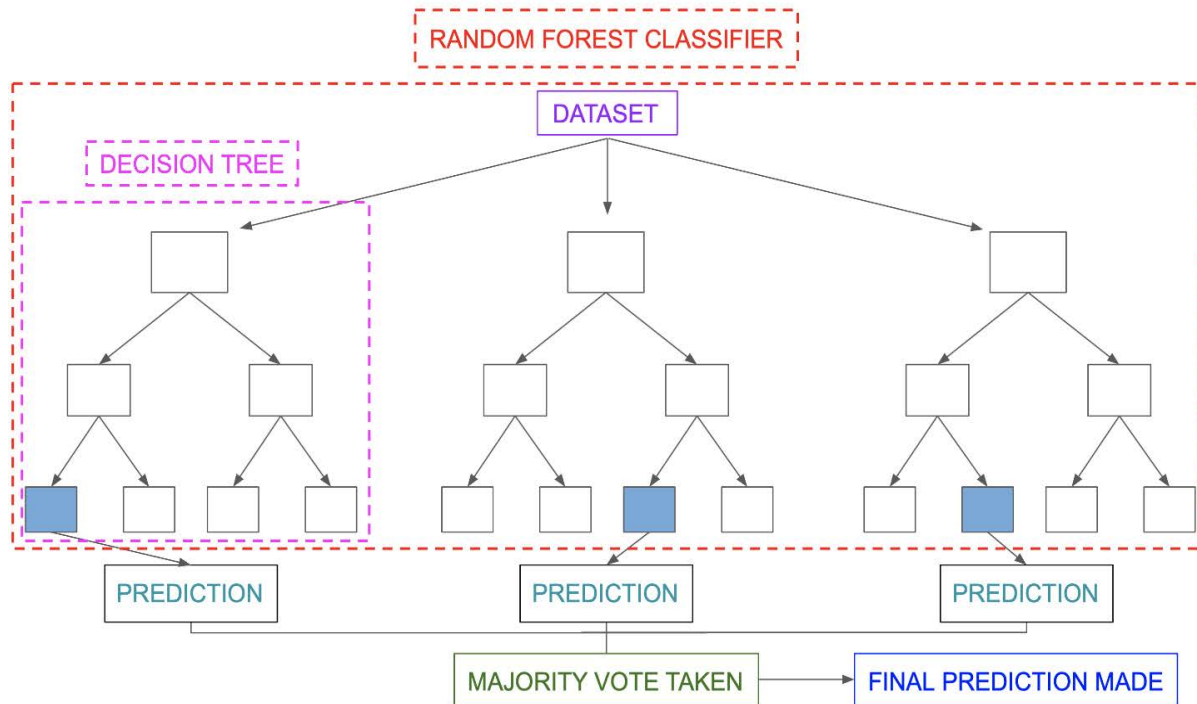 RANDOM FOREST CLASSIFIER
DATASET
DECISION TREE
PREDICTION
PREDICTION
PREDICTION
MAJORITY VOTE TAKEN
FINAL PREDICTION MADE